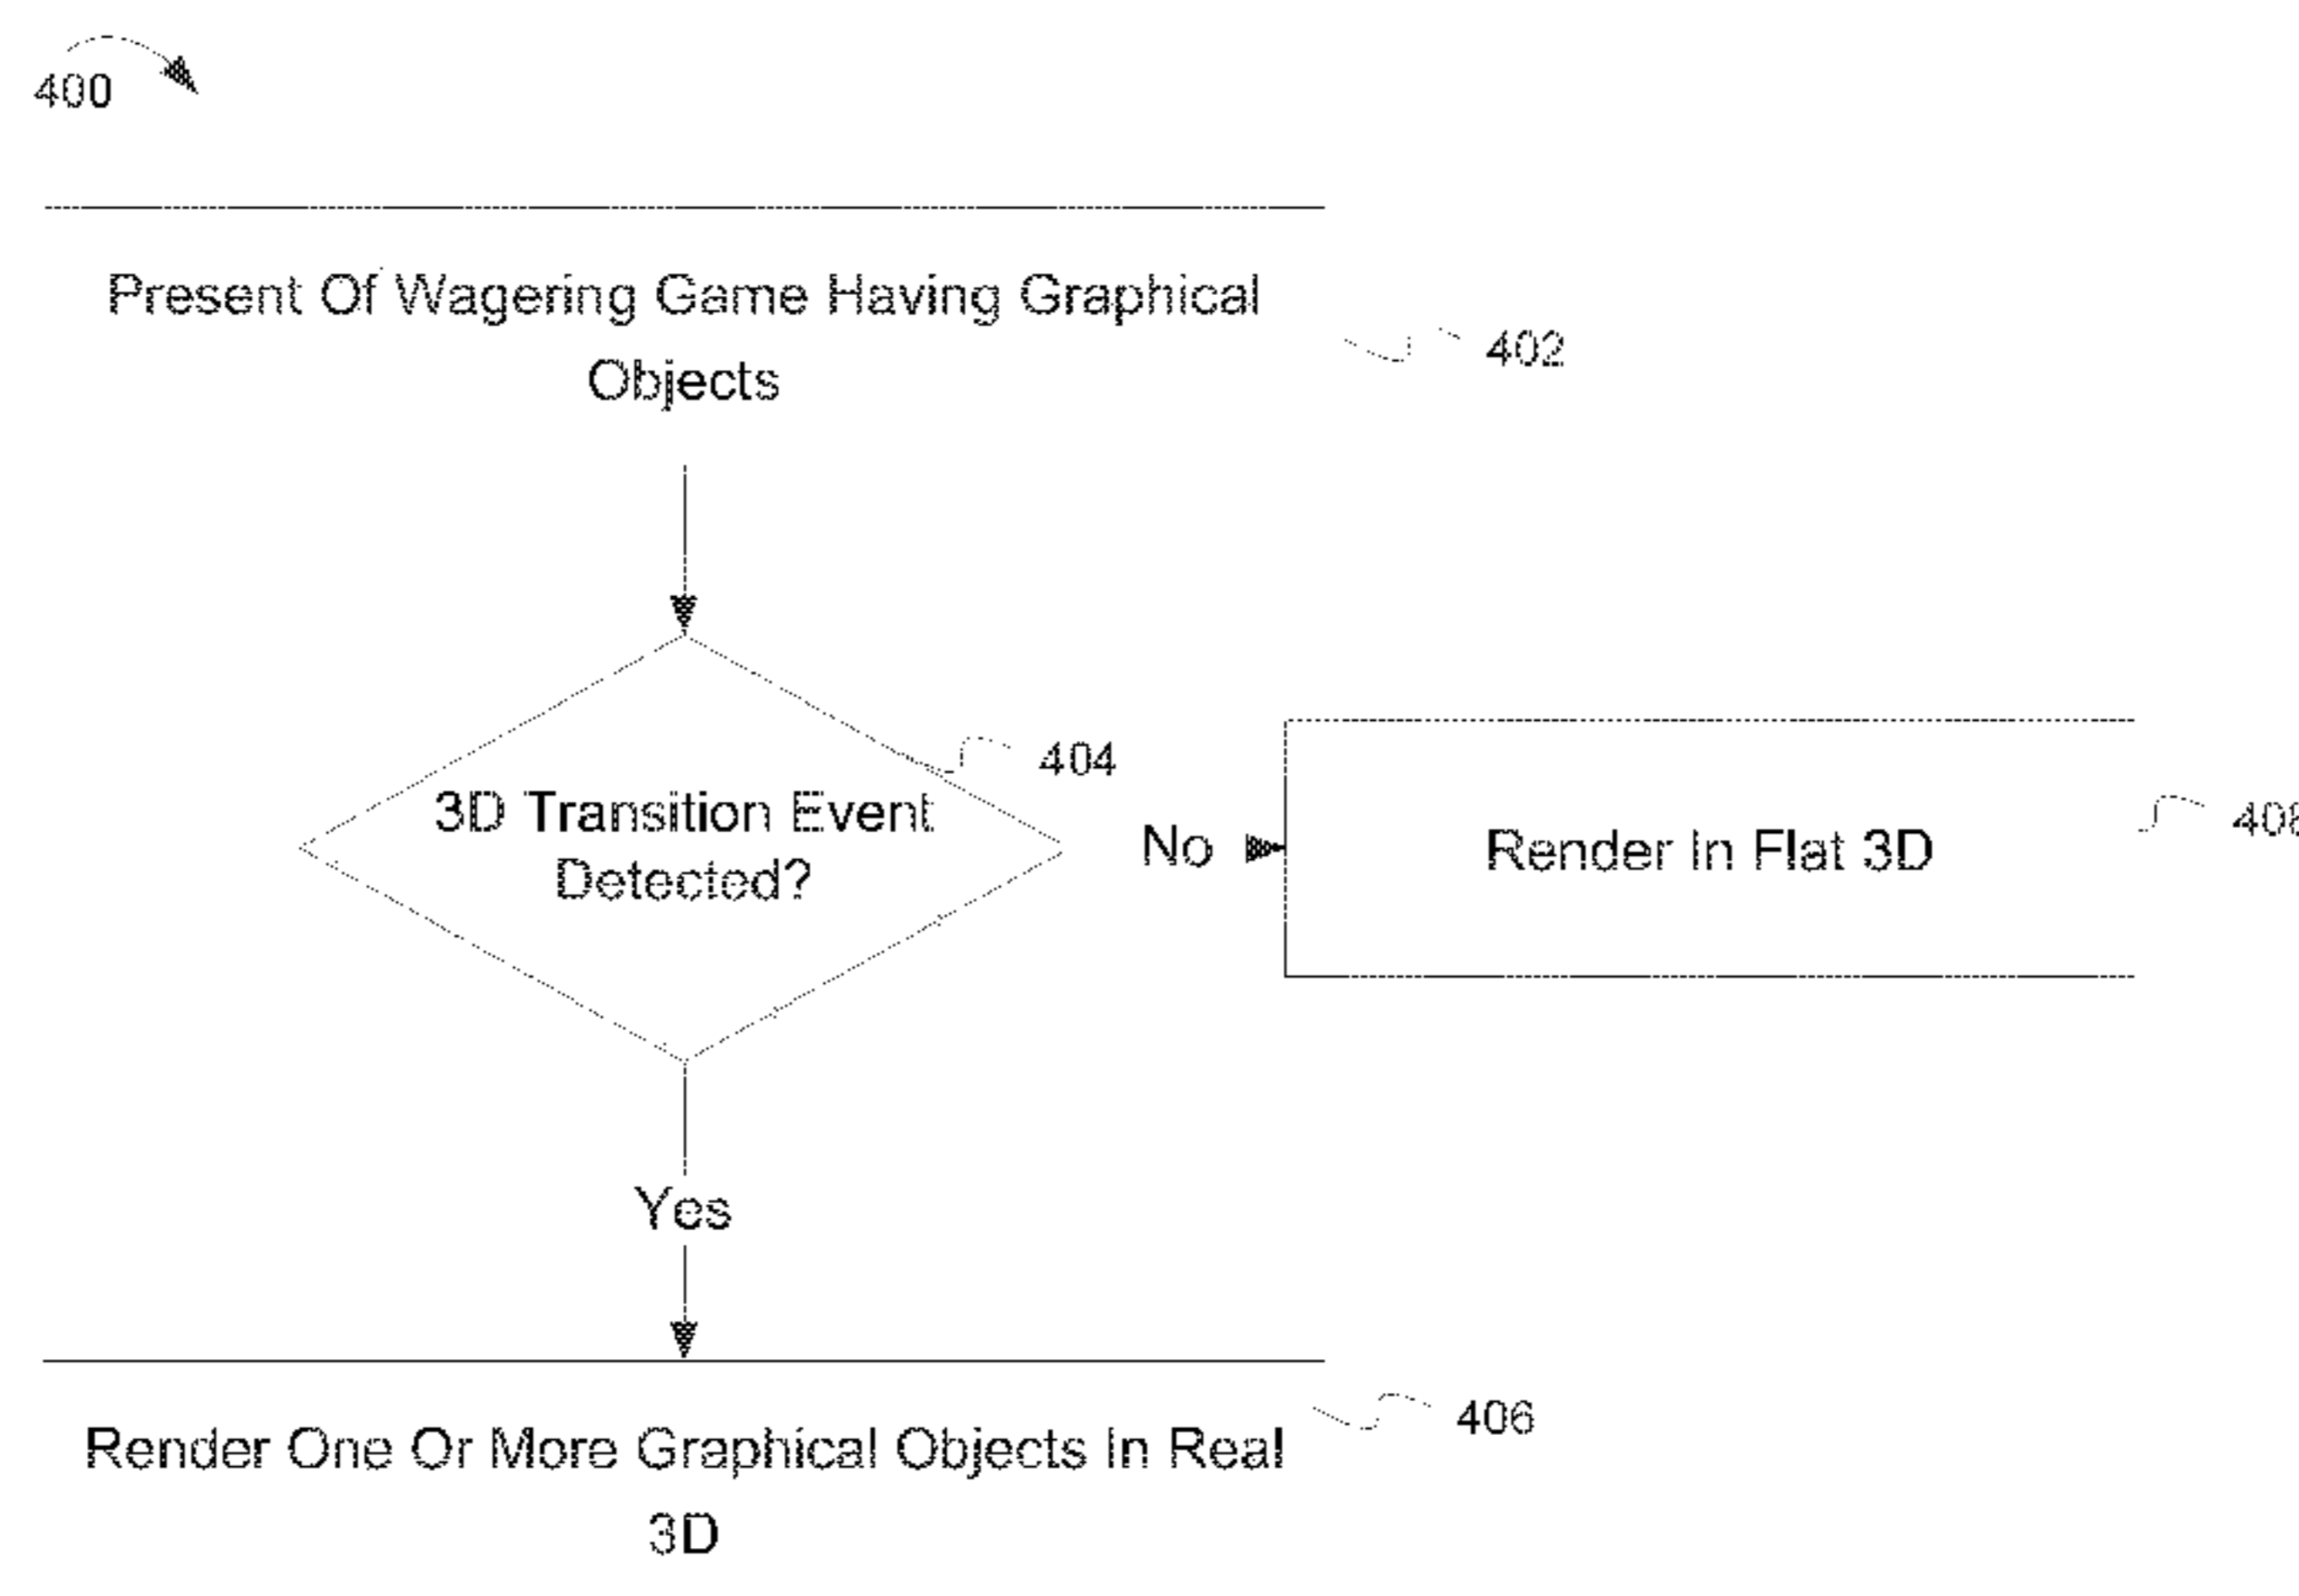 400
Present Of Wagering Game Having Graphical
Objects
402
404
3D Transition Event
Detected?
No
Render In Flat 3D
Yes
406
Render One Or More Graphical Objects In Real
3D